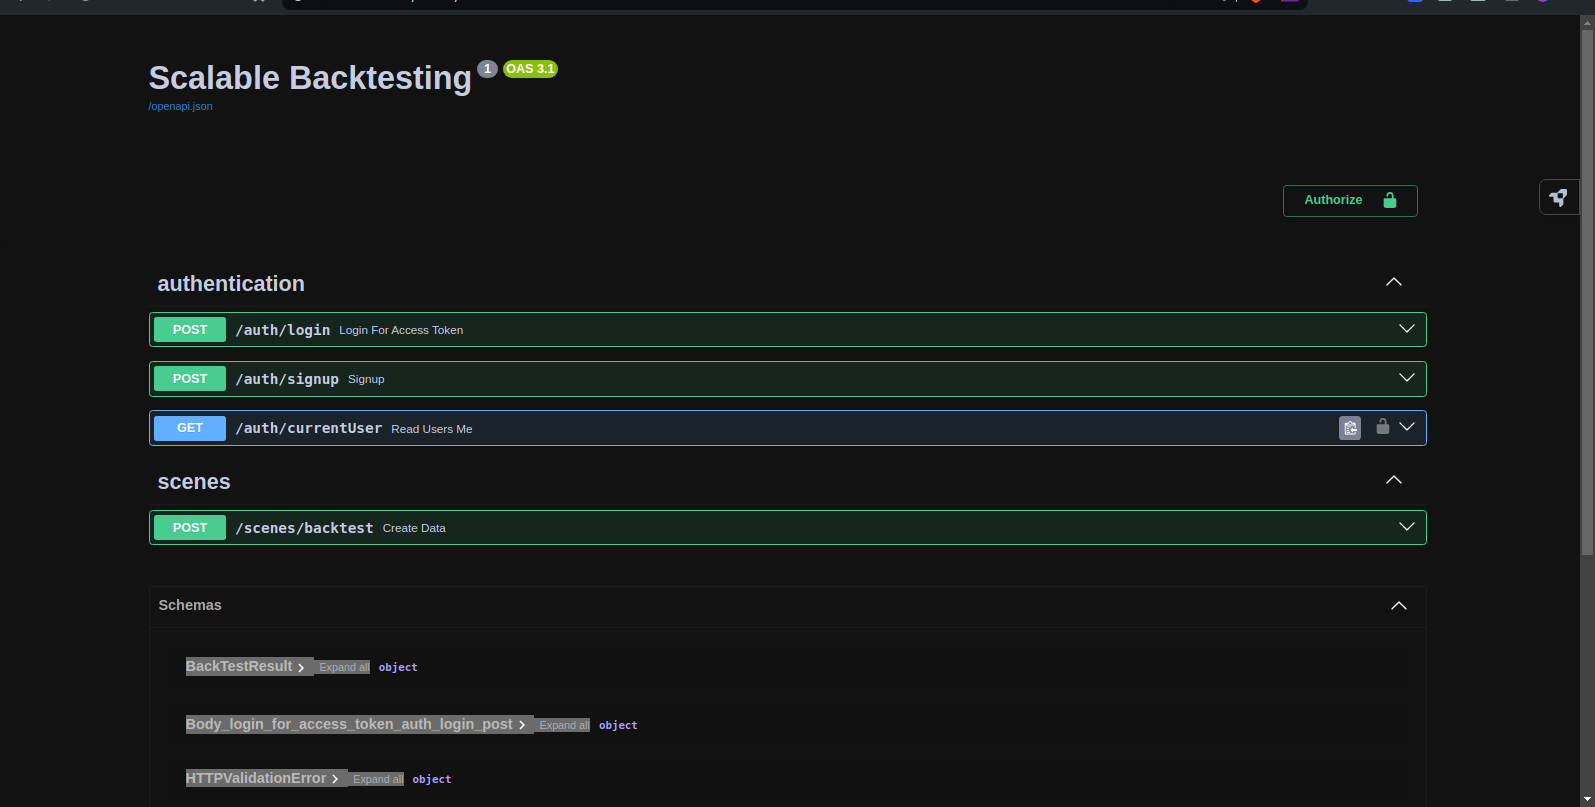 Scalable Backtesting 1 OAS 3.1
/openapi.json
Authorize
authentication
POST /auth/login Login For Access Token
POST /auth/signup Signup
GET /auth/currentUser Read Users Me
scenes
POST /scenes/backtest Create Data
Schemas
BackTestResult Expand all object
Body_login_for_access_token_auth_login_post Expand all object
HTTPValidationError Expand all object